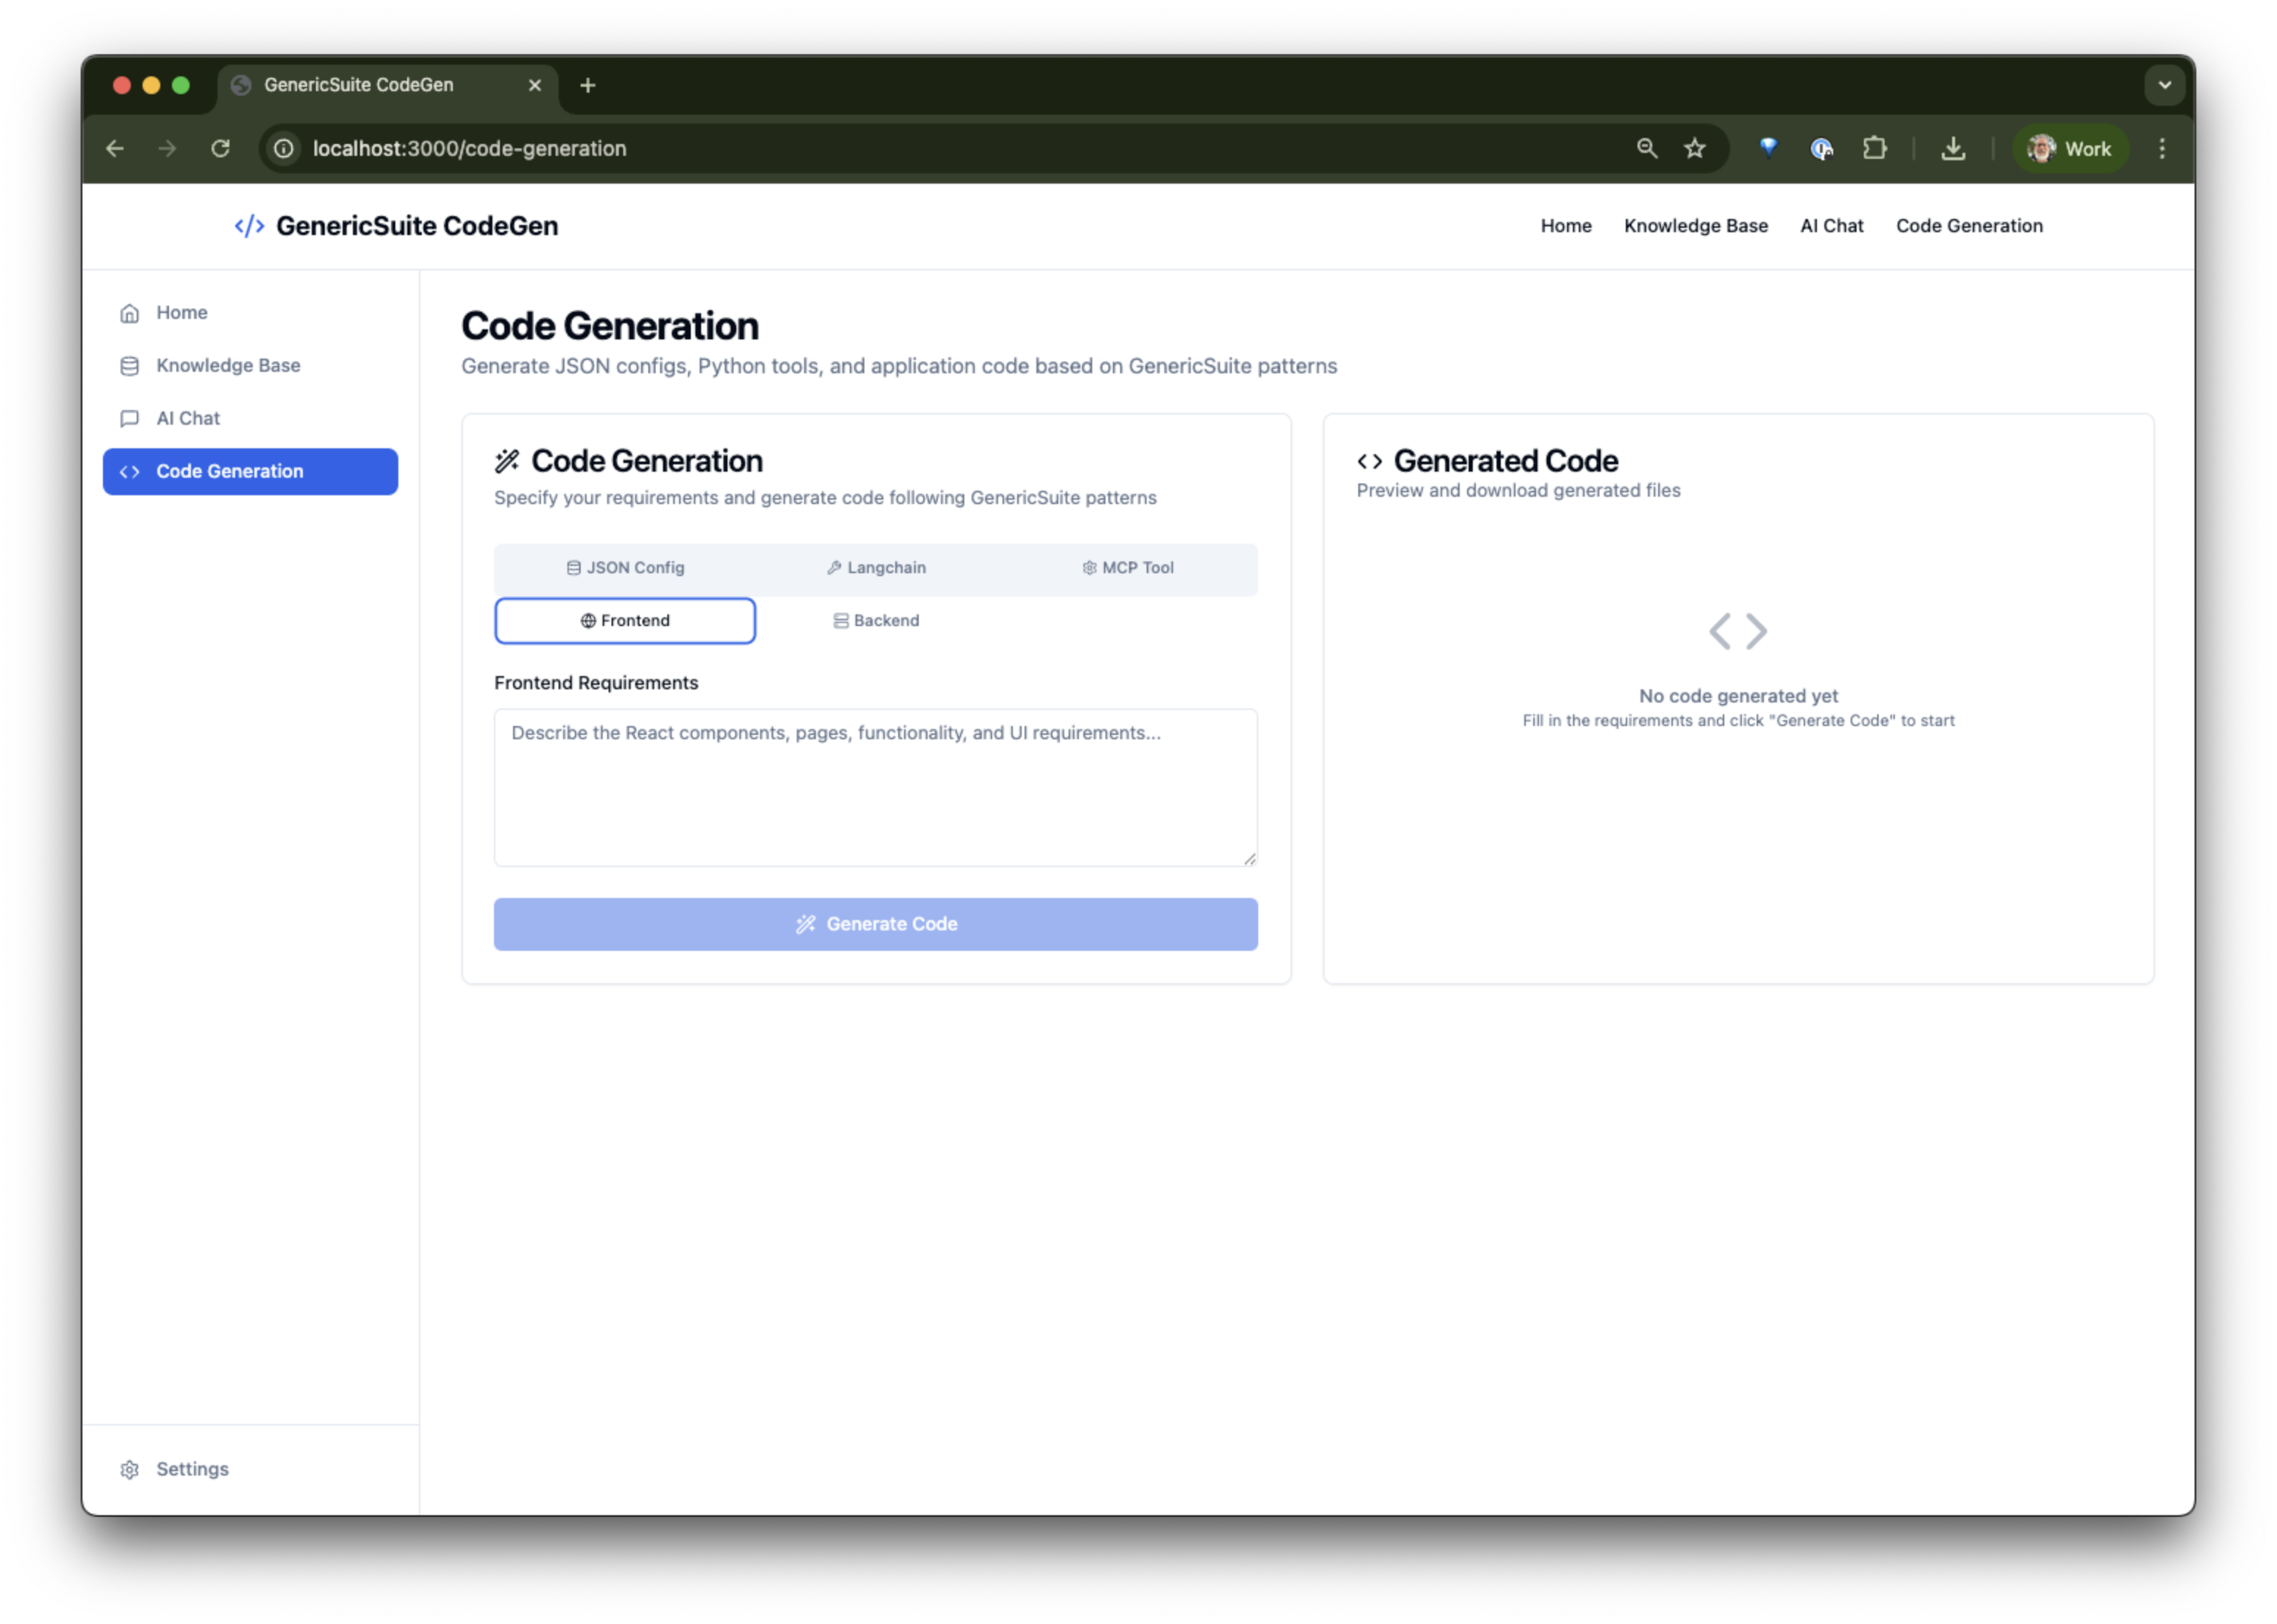 GenericSuite CodeGen
localhost:3000/code-generation
Work
</> GenericSuite CodeGen
Home Knowledge Base AI Chat Code Generation
Home
Knowledge Base
AI Chat
Code Generation
Settings
Code Generation
Generate JSON configs, Python tools, and application code based on GenericSuite patterns
Code Generation
Specify your requirements and generate code following GenericSuite patterns
JSON Config Langchain MCP Tool
Frontend Backend
Frontend Requirements
Describe the React components, pages, functionality, and UI requirements...
Generate Code
Generated Code
Preview and download generated files
No code generated yet
Fill in the requirements and click "Generate Code" to start